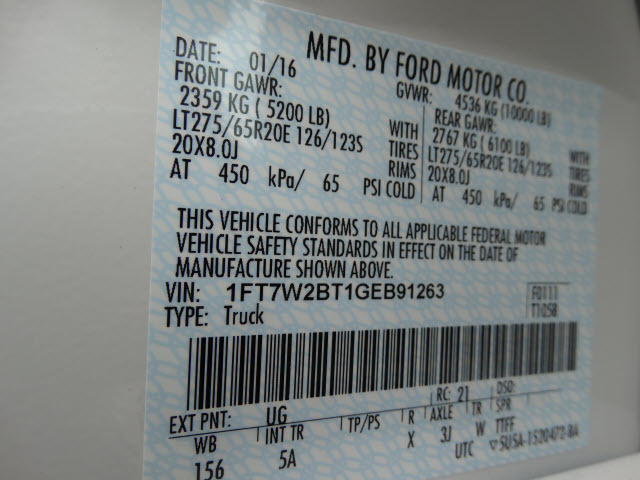 MFD. BY FORD MOTOR CO.
DATE: 01/16 GVWR: 4536 KG (10000 LB)
FRONT GAWR: REAR GAWR:
2359 KG ( 5200 LB) 2767 KG ( 6100 LB)
LT275/65R20E 126/123S WITH TIRES LT275/65R20E 126/123S WITH TIRES
20X8.0J RIMS 20X8.0J RIMS
AT 450 kPa/ 65 PSI COLD AT 450 kPa/ 65 PSI COLD
THIS VEHICLE CONFORMS TO ALL APPLICABLE FEDERAL MOTOR
VEHICLE SAFETY STANDARDS IN EFFECT ON THE DATE OF
MANUFACTURE SHOWN ABOVE.
VIN: 1FT7W2BT1GEB91263 F0111
TYPE: Truck T1058
EXT PNT: UG RC: 21 DSO:
WB INT TR TP/PS R AXLE TR SPR
156 5A X 3J W TTFF
UTC